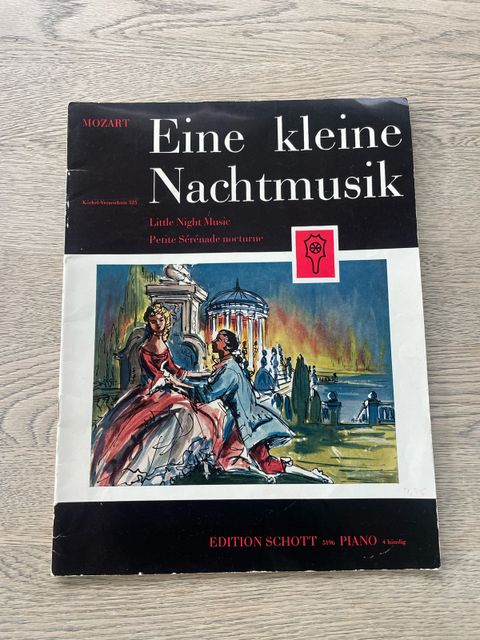 MOZART
Eine kleine
Nachtmusik
Köchel-Verzeichnis 525
Little Night Music
Petite Sérénade nocturne
EDITION SCHOTT 5196 PIANO 4 händig